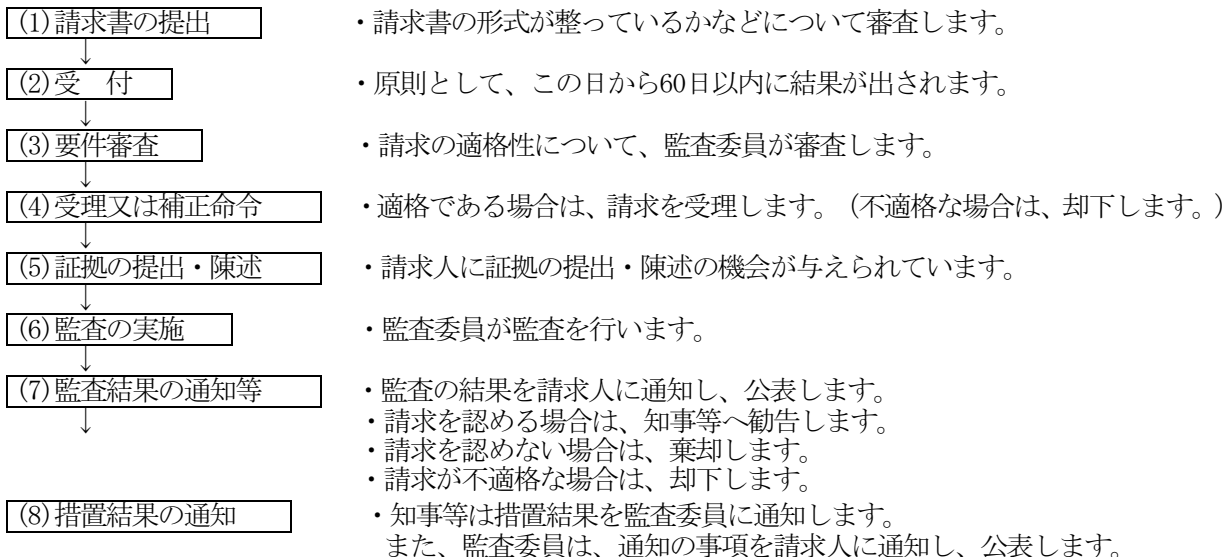 (1)請求書の提出 ・請求書の形式が整っているかなどについて審査します。
↓
(2)受　付 ・原則として、この日から60日以内に結果が出されます。
↓
(3)要件審査 ・請求の適格性について、監査委員が審査します。
↓
(4)受理又は補正命令 ・適格である場合は、請求を受理します。（不適格な場合は、却下します。）
↓
(5)証拠の提出・陳述 ・請求人に証拠の提出・陳述の機会が与えられています。
↓
(6)監査の実施 ・監査委員が監査を行います。
↓
(7)監査結果の通知等 ・監査の結果を請求人に通知し、公表します。
↓ ・請求を認める場合は、知事等へ勧告します。
・請求を認めない場合は、棄却します。
・請求が不適格な場合は、却下します。
(8)措置結果の通知 ・知事等は措置結果を監査委員に通知します。
また、監査委員は、通知の事項を請求人に通知し、公表します。